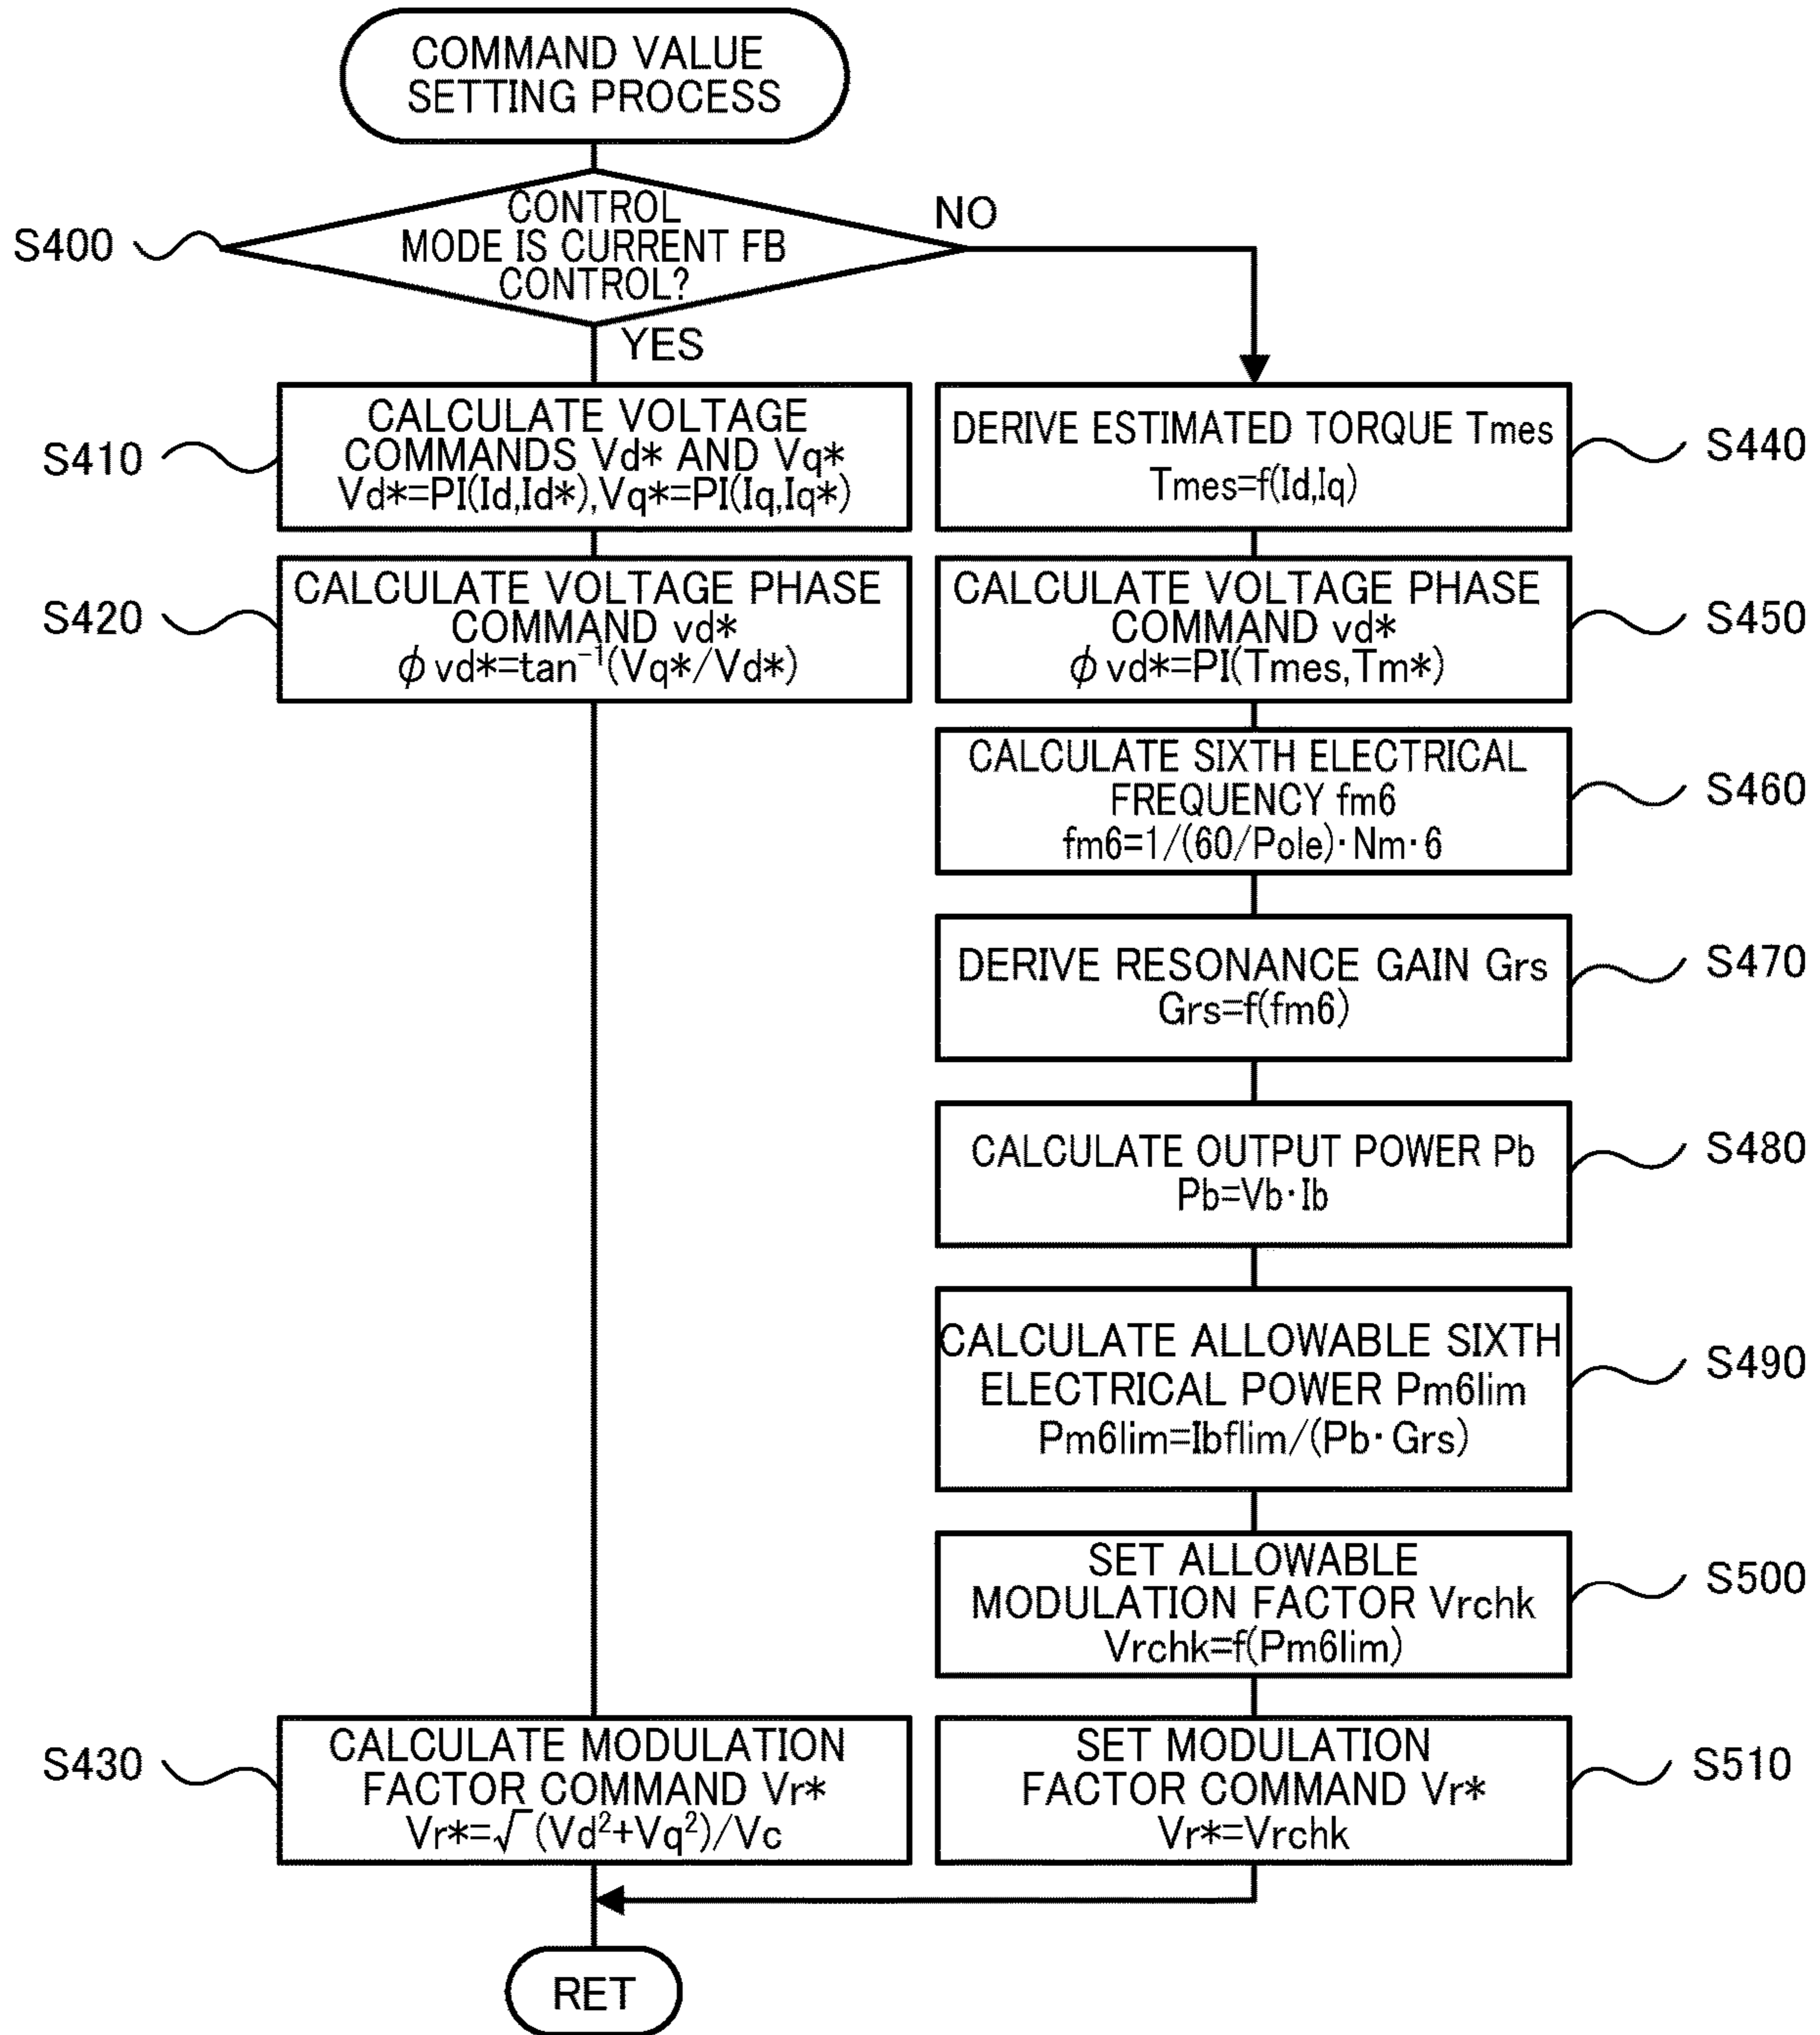 COMMAND VALUE
SETTING PROCESS
S400
CONTROL
MODE IS CURRENT FB
CONTROL?
NO
YES
S410
CALCULATE VOLTAGE
COMMANDS Vd* AND Vq*
Vd*=PI(Id,Id*),Vq*=PI(Iq,Iq*)
S420
CALCULATE VOLTAGE PHASE
COMMAND vd*
ϕvd*=tan⁻¹(Vq*/Vd*)
S430
CALCULATE MODULATION
FACTOR COMMAND Vr*
Vr*=√(Vd²+Vq²)/Vc
DERIVE ESTIMATED TORQUE Tmes
Tmes=f(Id,Iq)
S440
CALCULATE VOLTAGE PHASE
COMMAND vd*
ϕvd*=PI(Tmes,Tm*)
S450
CALCULATE SIXTH ELECTRICAL
FREQUENCY fm6
fm6=1/(60/Pole)·Nm·6
S460
DERIVE RESONANCE GAIN Grs
Grs=f(fm6)
S470
CALCULATE OUTPUT POWER Pb
Pb=Vb·Ib
S480
CALCULATE ALLOWABLE SIXTH
ELECTRICAL POWER Pm6lim
Pm6lim=Ibflim/(Pb·Grs)
S490
SET ALLOWABLE
MODULATION FACTOR Vrchk
Vrchk=f(Pm6lim)
S500
SET MODULATION
FACTOR COMMAND Vr*
Vr*=Vrchk
S510
RET